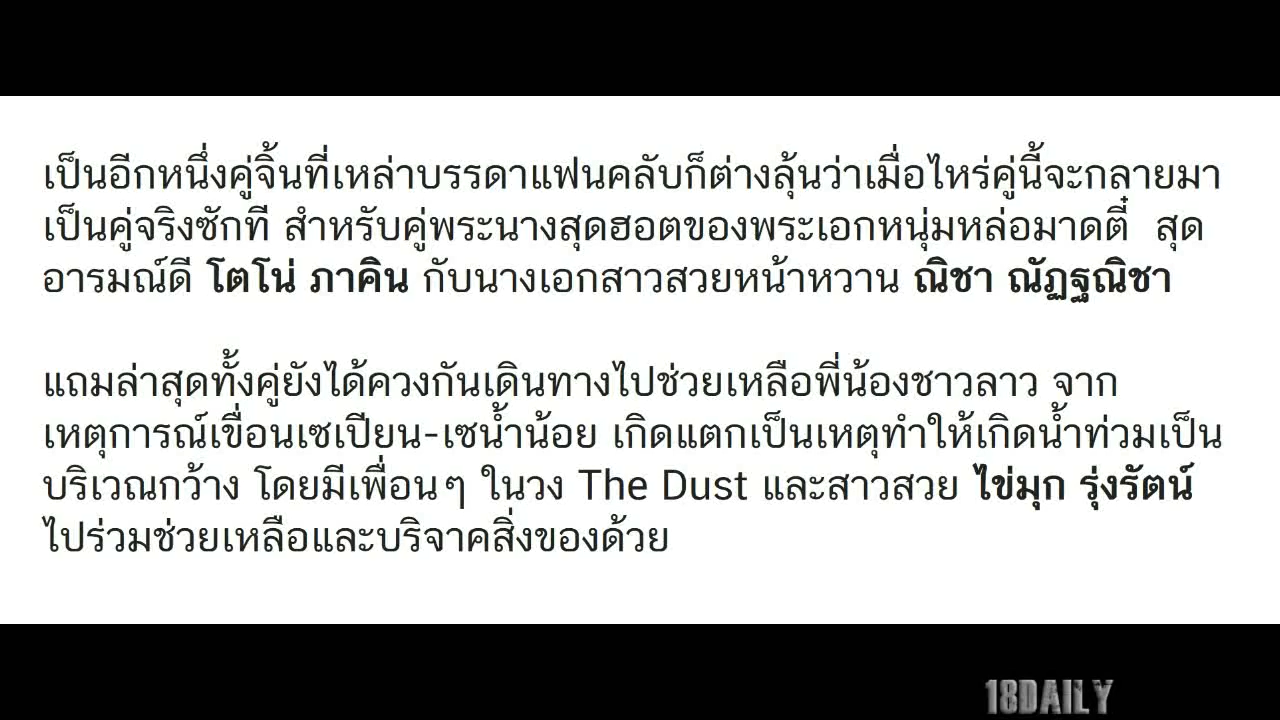 เป็นอีกหนึ่งคู่จิ้นที่เหล่าบรรดาแฟนคลับก็ต่างลุ้นว่าเมื่อไหร่คู่นี้จะกลายมา
เป็นคู่จริงซักที สำหรับคู่พระนางสุดฮอตของพระเอกหนุ่มหล่อมาดตี๋ สุด
อารมณ์ดี โตโน่ ภาคิน กับนางเอกสาวสวยหน้าหวาน ณิชา ณัฏฐณิชา
แถมล่าสุดทั้งคู่ยังได้ควงกันเดินทางไปช่วยเหลือพี่น้องชาวลาว จาก
เหตุการณ์เขื่อนเซเปียน-เซน้ำน้อย เกิดแตกเป็นเหตุทำให้เกิดน้ำท่วมเป็น
บริเวณกว้าง โดยมีเพื่อนๆ ในวง The Dust และสาวสวย ไข่มุก รุ่งรัตน์
ไปร่วมช่วยเหลือและบริจาคสิ่งของด้วย
18DAILY